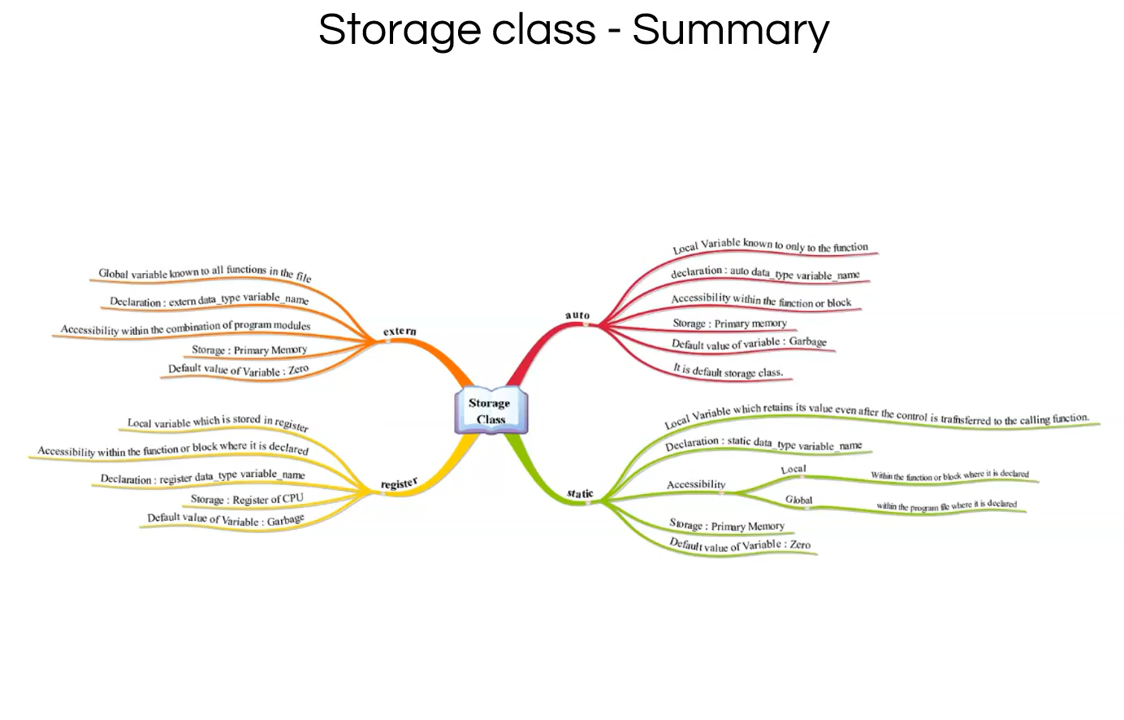 Storage class - Summary
Storage
Class
auto
Local Variable known to only to the function
declaration : auto data_type variable_name
Accessibility within the function or block
Storage : Primary memory
Default value of variable : Garbage
It is default storage class.
extern
Global variable known to all functions in the file
Declaration : extern data_type variable_name
Accessibility within the combination of program modules
Storage : Primary Memory
Default value of Variable : Zero
register
Local variable which is stored in register
Accessibility within the function or block where it is declared
Declaration : register data_type variable_name
Storage : Register of CPU
Default value of Variable : Garbage
static
Local Variable which retains its value even after the control is transferred to the calling function.
Declaration : static data_type variable_name
Accessibility
Local
Within the function or block where it is declared
Global
within the program file where it is declared
Storage : Primary Memory
Default value of Variable : Zero